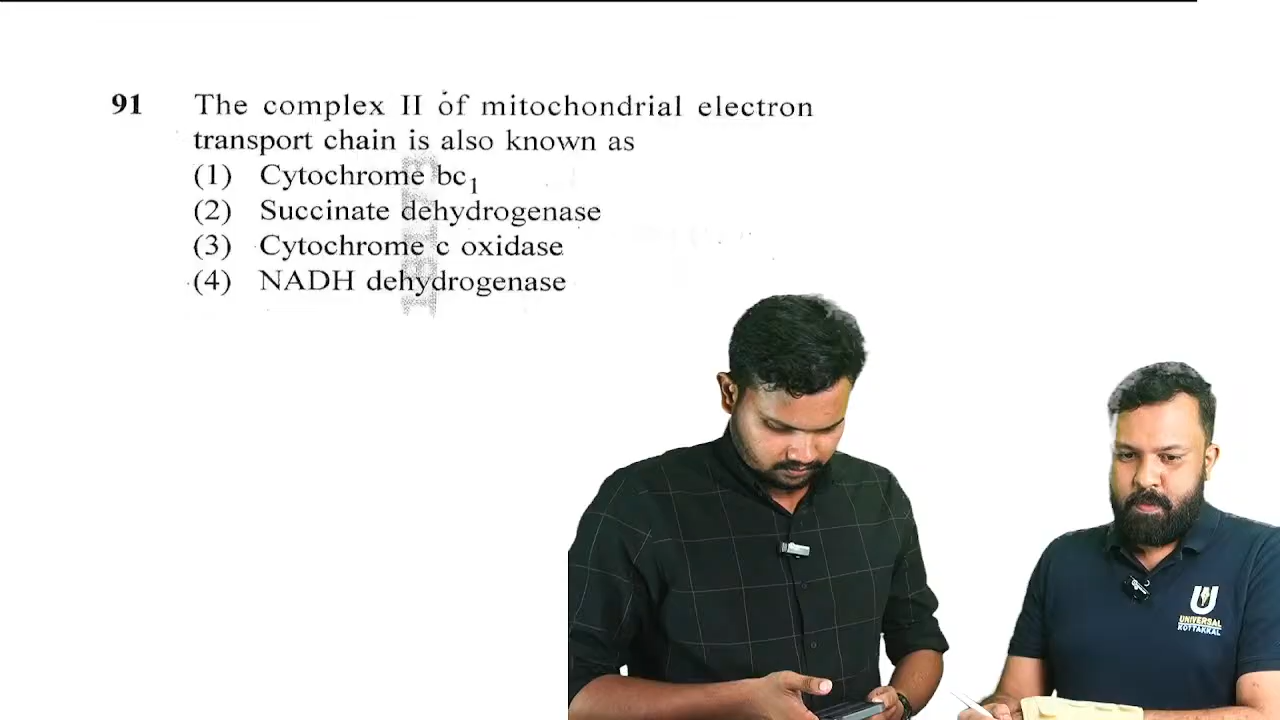 91 The complex II of mitochondrial electron
transport chain is also known as
(1) Cytochrome bc₁
(2) Succinate dehydrogenase
(3) Cytochrome c oxidase
(4) NADH dehydrogenase
UNIVERSAL
KOTTAKKAL